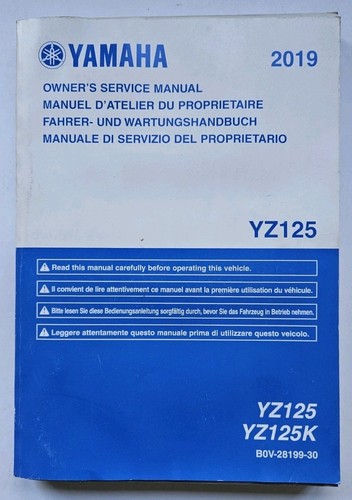 YAMAHA 2019
OWNER'S SERVICE MANUAL
MANUEL D'ATELIER DU PROPRIETAIRE
FAHRER- UND WARTUNGSHANDBUCH
MANUALE DI SERVIZIO DEL PROPRIETARIO
YZ125
Read this manual carefully before operating this vehicle.
Il convient de lire attentivement ce manuel avant la première utilisation du véhicule.
Bitte lesen Sie diese Bedienungsanleitung sorgfältig durch, bevor Sie das Fahrzeug in Betrieb nehmen.
Leggere attentamente questo manuale prima di utilizzare questo veicolo.
YZ125
YZ125K
B0V-28199-30